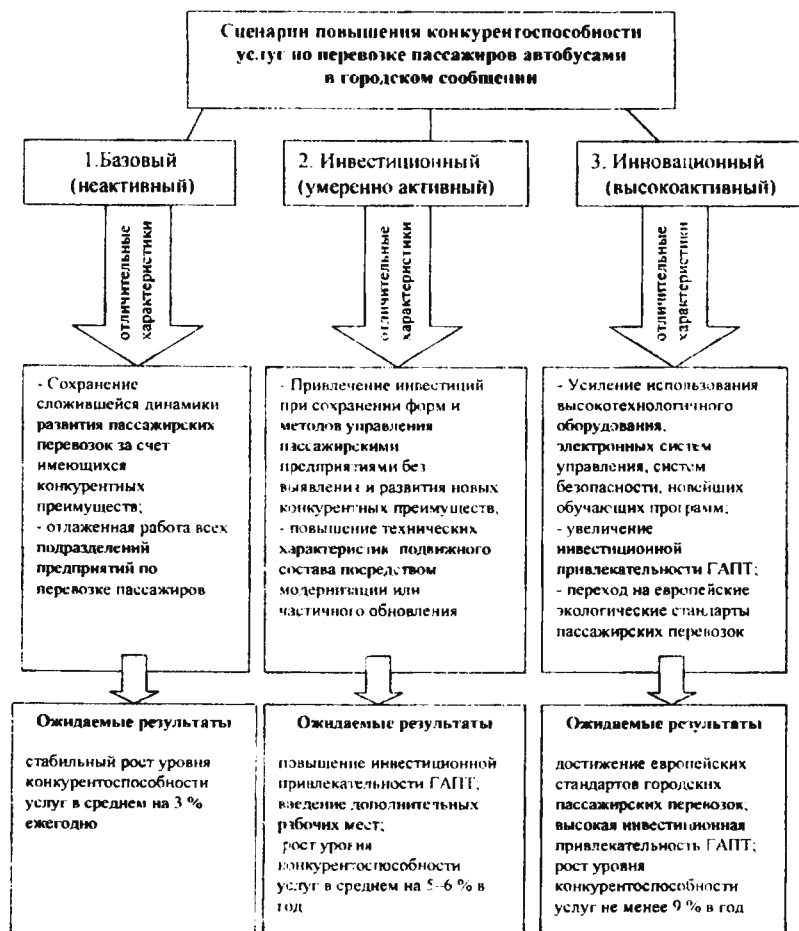 Сценарии повышения конкурентоспособности
услуг по перевозке пассажиров автобусами
в городском сообщении
1.Базовый
(неактивный)
2. Инвестиционный
(умеренно активный)
3. Инновационный
(высокоактивный)
отличительные
характеристики
отличительные
характеристики
отличительные
характеристики
- Сохранение
сложившейся динамики
развития пассажирских
перевозок за счет
имеющихся
конкурентных
преимуществ;
- отлаженная работа всех
подразделений
предприятий по
перевозке пассажиров
- Привлечение инвестиций
при сохранении форм и
методов управления
пассажирскими
предприятиями без
выявления и развития новых
конкурентных преимуществ,
- повышение технических
характеристик подвижного
состава посредством
модернизации или
частичного обновления
- Усиление использования
высокотехнологичного
оборудования,
электронных систем
управления, систем
безопасности, новейших
обучающих программ;
- увеличение
инвестиционной
привлекательности ГАПТ;
- переход на европейские
экологические стандарты
пассажирских перевозок
Ожидаемые результаты
стабильный рост уровня
конкурентоспособности
услуг в среднем на 3 %
ежегодно
Ожидаемые результаты
повышение инвестиционной
привлекательности ГАПТ;
введение дополнительных
рабочих мест;
рост уровня
конкурентоспособности
услуг в среднем на 5-6 % в
год
Ожидаемые результаты
достижение европейских
стандартов городских
пассажирских перевозок;
высокая инвестиционная
привлекательность ГАПТ;
рост уровня
конкурентоспособности
услуг не менее 9 % в год